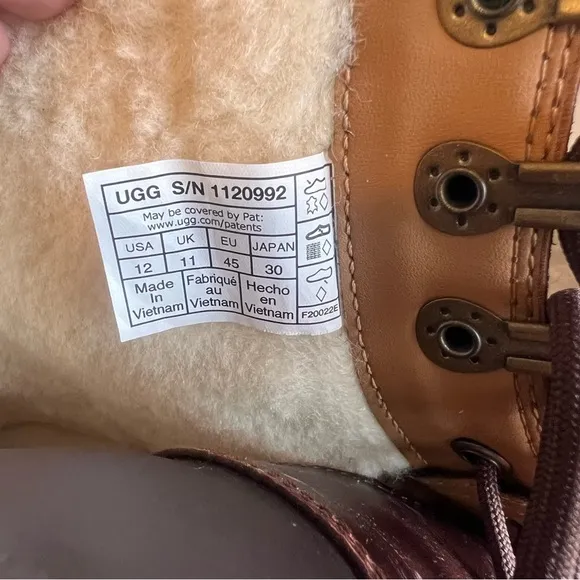 UGG S/N 1120992
May be covered by Pat:
www.ugg.com/patents
USA UK EU JAPAN
12 11 45 30
Made In Vietnam
Fabriqué au Vietnam
Hecho en Vietnam
F20022E